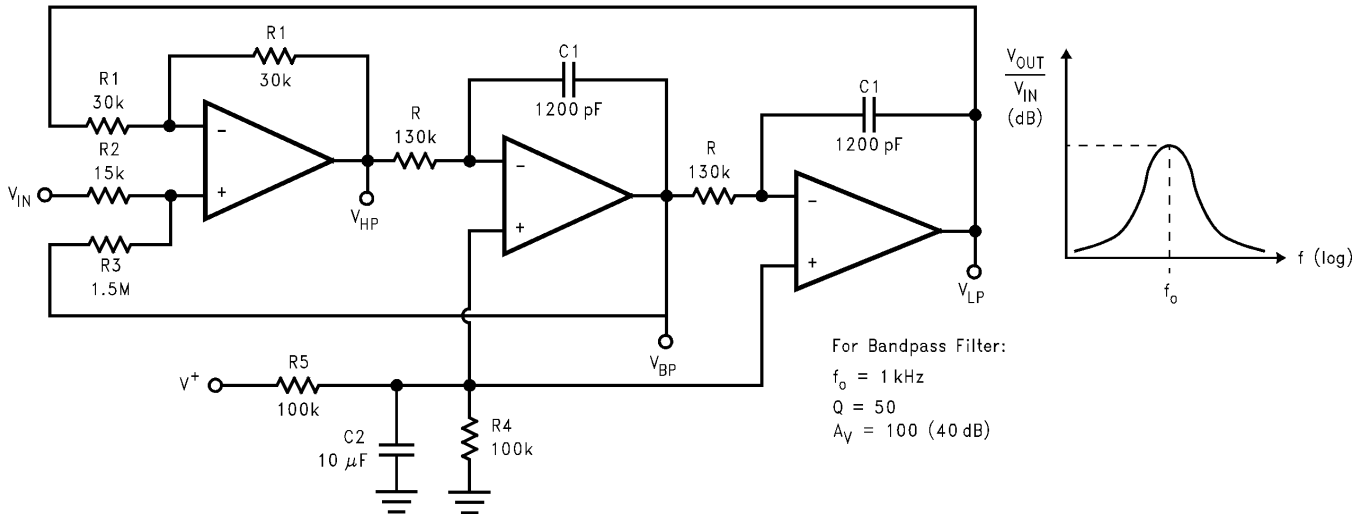 R1
30k
R1
30k
R2
15k
V_IN
R3
1.5M
-
+
V_HP
R
130k
C1
1200 pF
-
+
V_BP
R
130k
C1
1200 pF
-
+
V_LP
V+
R5
100k
C2
10 μF
R4
100k
V_OUT
V_IN
(dB)
f (log)
f_o
For Bandpass Filter:
f_o = 1 kHz
Q = 50
A_V = 100 (40 dB)